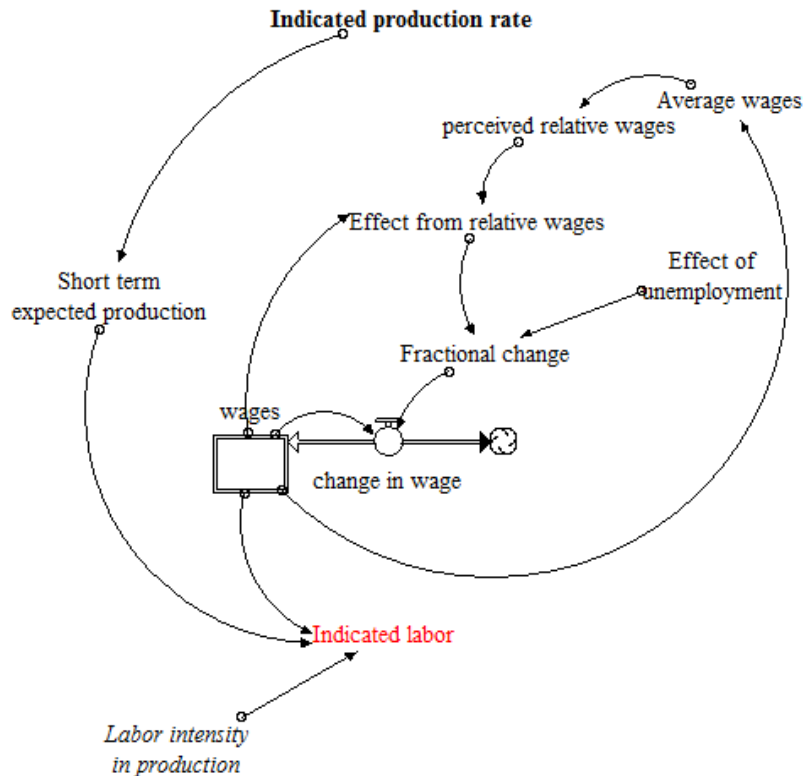 Indicated production rate
Average wages
perceived relative wages
Effect from relative wages
Effect of
unemployment
Short term
expected production
Fractional change
wages
change in wage
Indicated labor
Labor intensity
in production